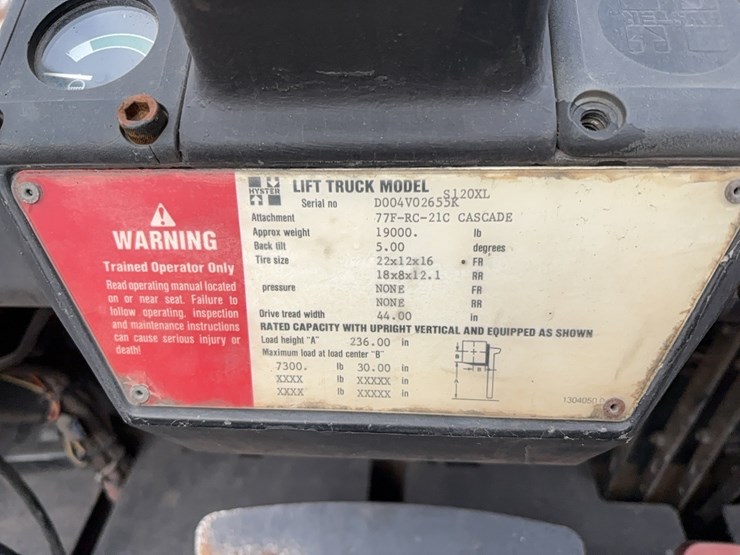 HYSTER
LIFT TRUCK MODEL S120XL
Serial no D004V02655K
Attachment 77F-RC-21C CASCADE
Approx weight 19000. lb
Back tilt 5.00 degrees
Tire size 22x12x16 FR
18x8x12.1 RR
pressure NONE FR
NONE RR
Drive tread width 44.00 in
RATED CAPACITY WITH UPRIGHT VERTICAL AND EQUIPPED AS SHOWN
Load height "A" 236.00 in
Maximum load at load center "B"
7300. lb 30.00 in
XXXX lb XXXXX in
XXXX lb XXXXX in
B
B
A
WARNING
Trained Operator Only
Read operating manual located
on or near seat. Failure to
follow operating, inspection
and maintenance instructions
can cause serious injury or
death!